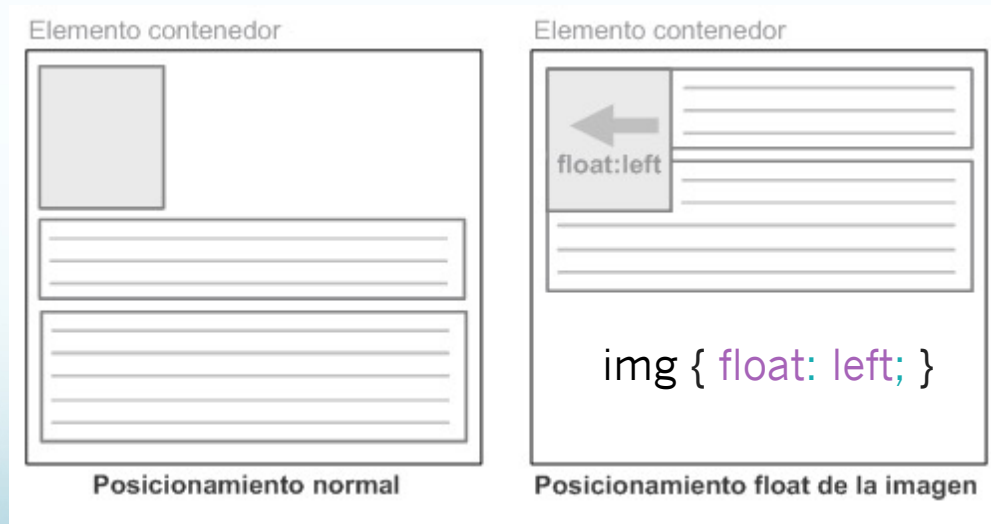 Elemento contenedor
Posicionamiento normal
Elemento contenedor
float:left
img { float: left; }
Posicionamiento float de la imagen